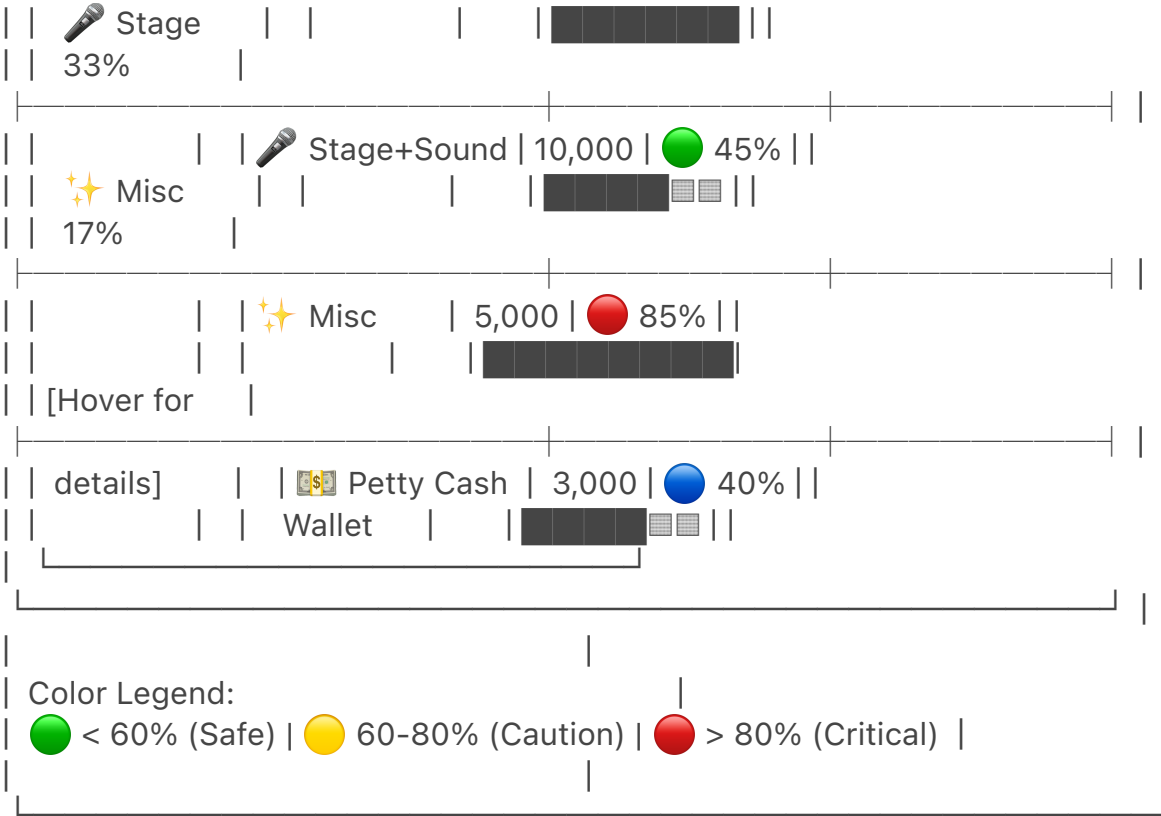 | | 🎤 Stage | | | | ████████ | |
| | 33% |
├──────────────────────────┼──────────────┼──────────────┤ |
| | | | 🎤 Stage+Sound | 10,000 | 🟢 45% | |
| | ✨ Misc | | | | █████▒▒ | |
| | 17% |
├──────────────────────────┼──────────────┼──────────────┤ |
| | | | ✨ Misc | 5,000 | 🔴 85% | |
| | | | | | ████████|
| | [Hover for |
├──────────────────────────┼──────────────┼──────────────┤ |
| | details] | | 💵 Petty Cash | 3,000 | 🔵 40% | |
| | | | Wallet | | ████▒▒ | |
| └──────────────────────────────┘
└──────────────────────────────────────────────────────┘ |
| |
| Color Legend: |
| 🟢 < 60% (Safe) | 🟡 60-80% (Caution) | 🔴 > 80% (Critical) |
| |
└──────────────────────────────────────────────────────────